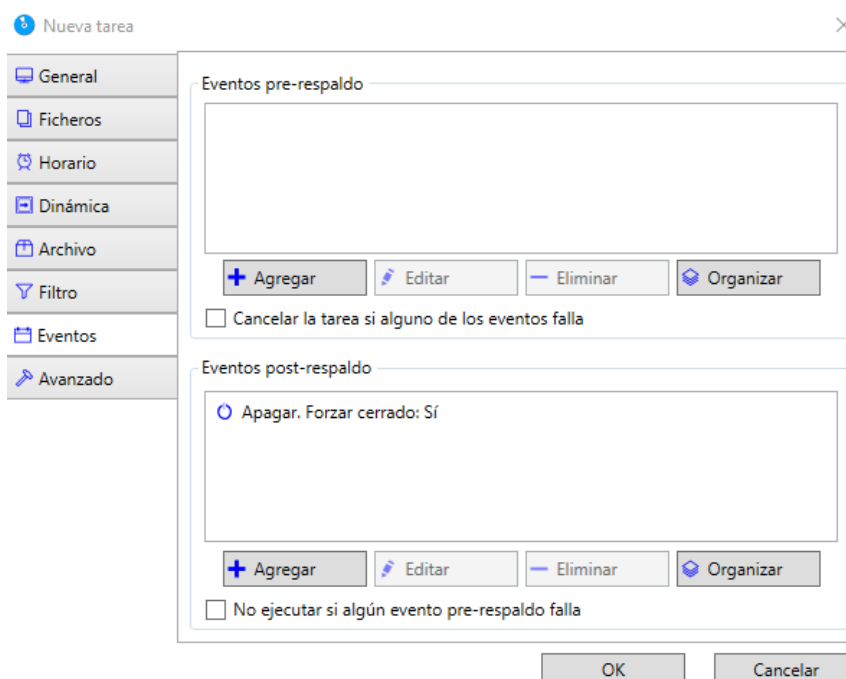 Nueva tarea
General
Ficheros
Horario
Dinámica
Archivo
Filtro
Eventos
Avanzado
Eventos pre-respaldo
Agregar
Editar
Eliminar
Organizar
Cancelar la tarea si alguno de los eventos falla
Eventos post-respaldo
Apagar. Forzar cerrado: Sí
Agregar
Editar
Eliminar
Organizar
No ejecutar si algún evento pre-respaldo falla
OK
Cancelar